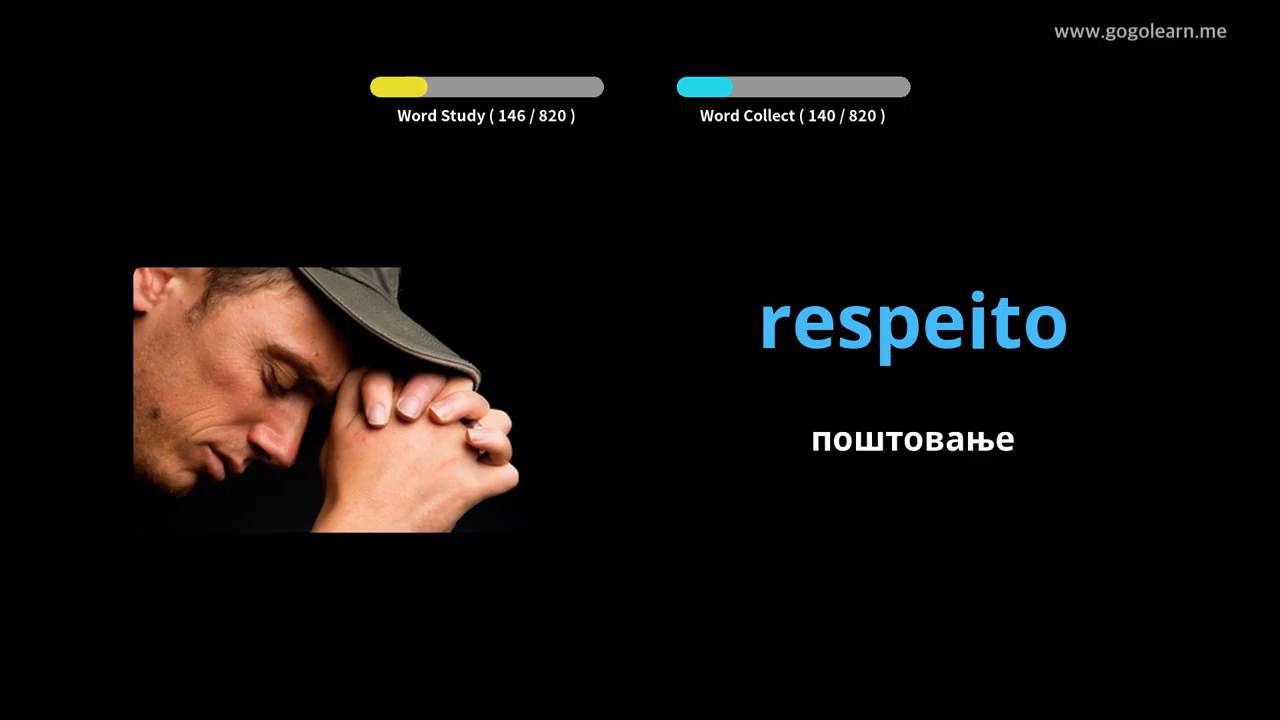 www.gogolearn.me
Word Study ( 146 / 820 )
Word Collect ( 140 / 820 )
respeito
поштовање